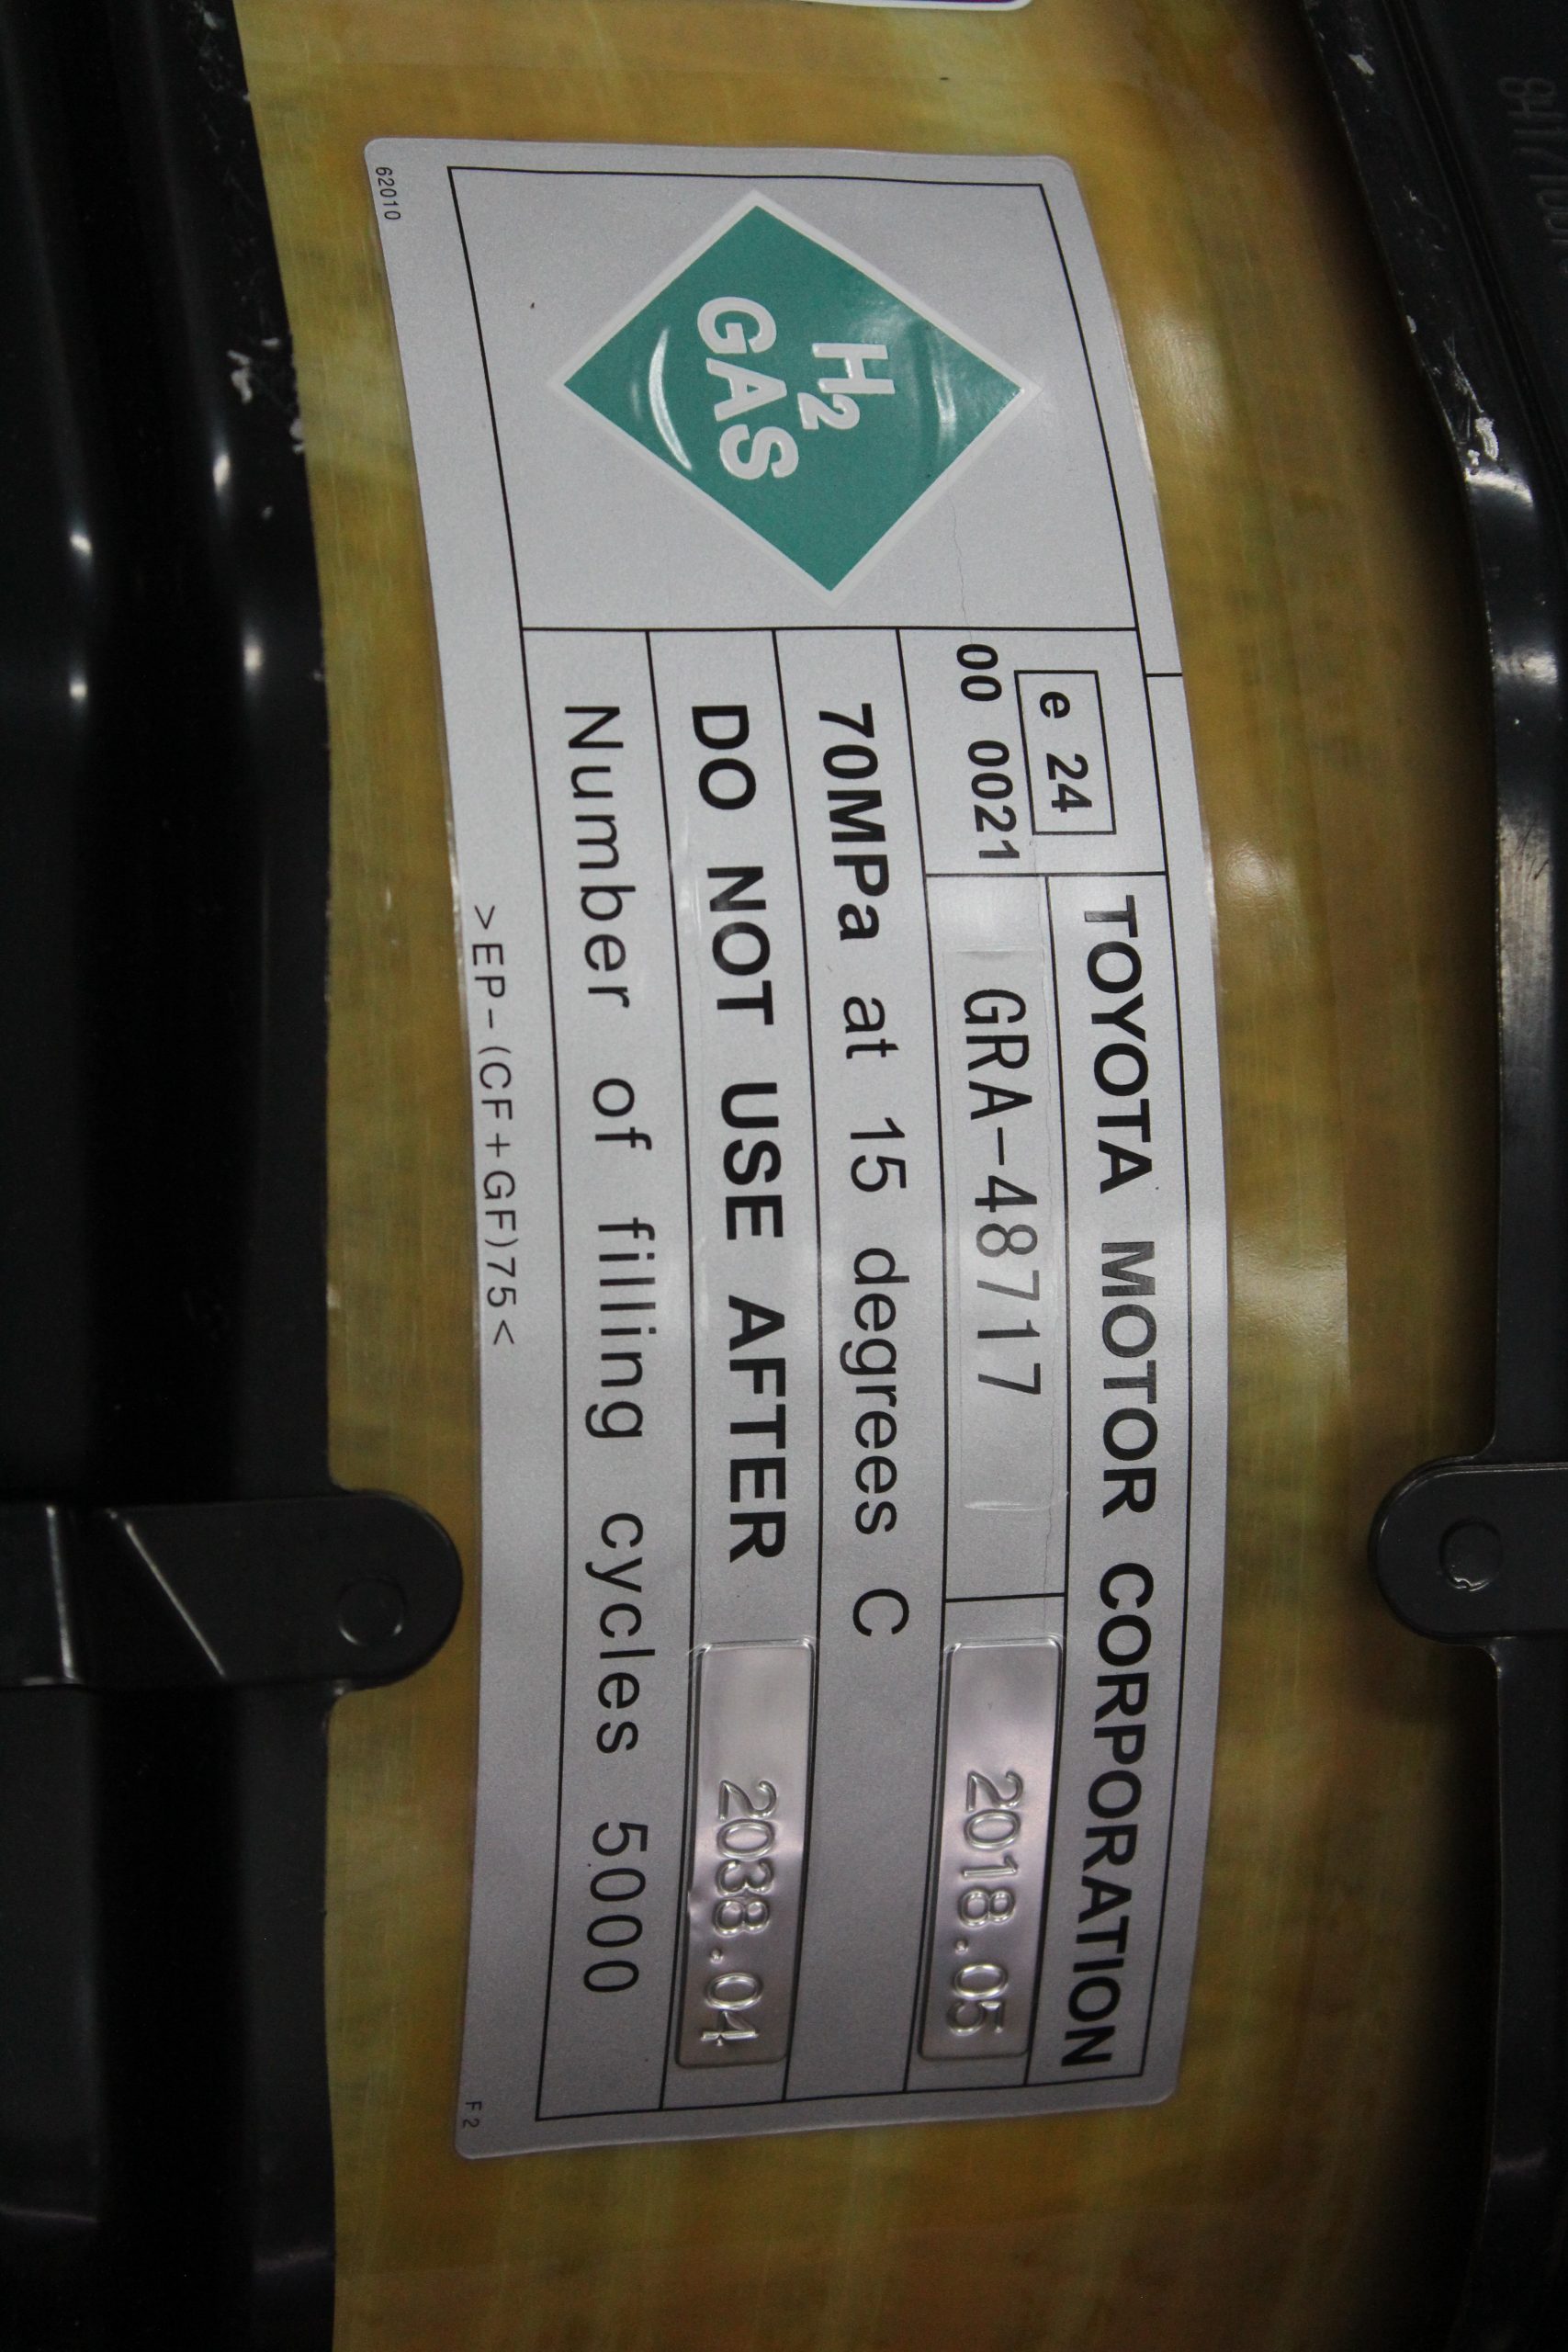 62010
H2
GAS
TOYOTA MOTOR CORPORATION
e 24
00 0021
GRA-48717
2018.05
70MPa at 15 degrees C
DO NOT USE AFTER 2038.04
Number of filling cycles 5000
>EP-(CF+GF)75<
F2